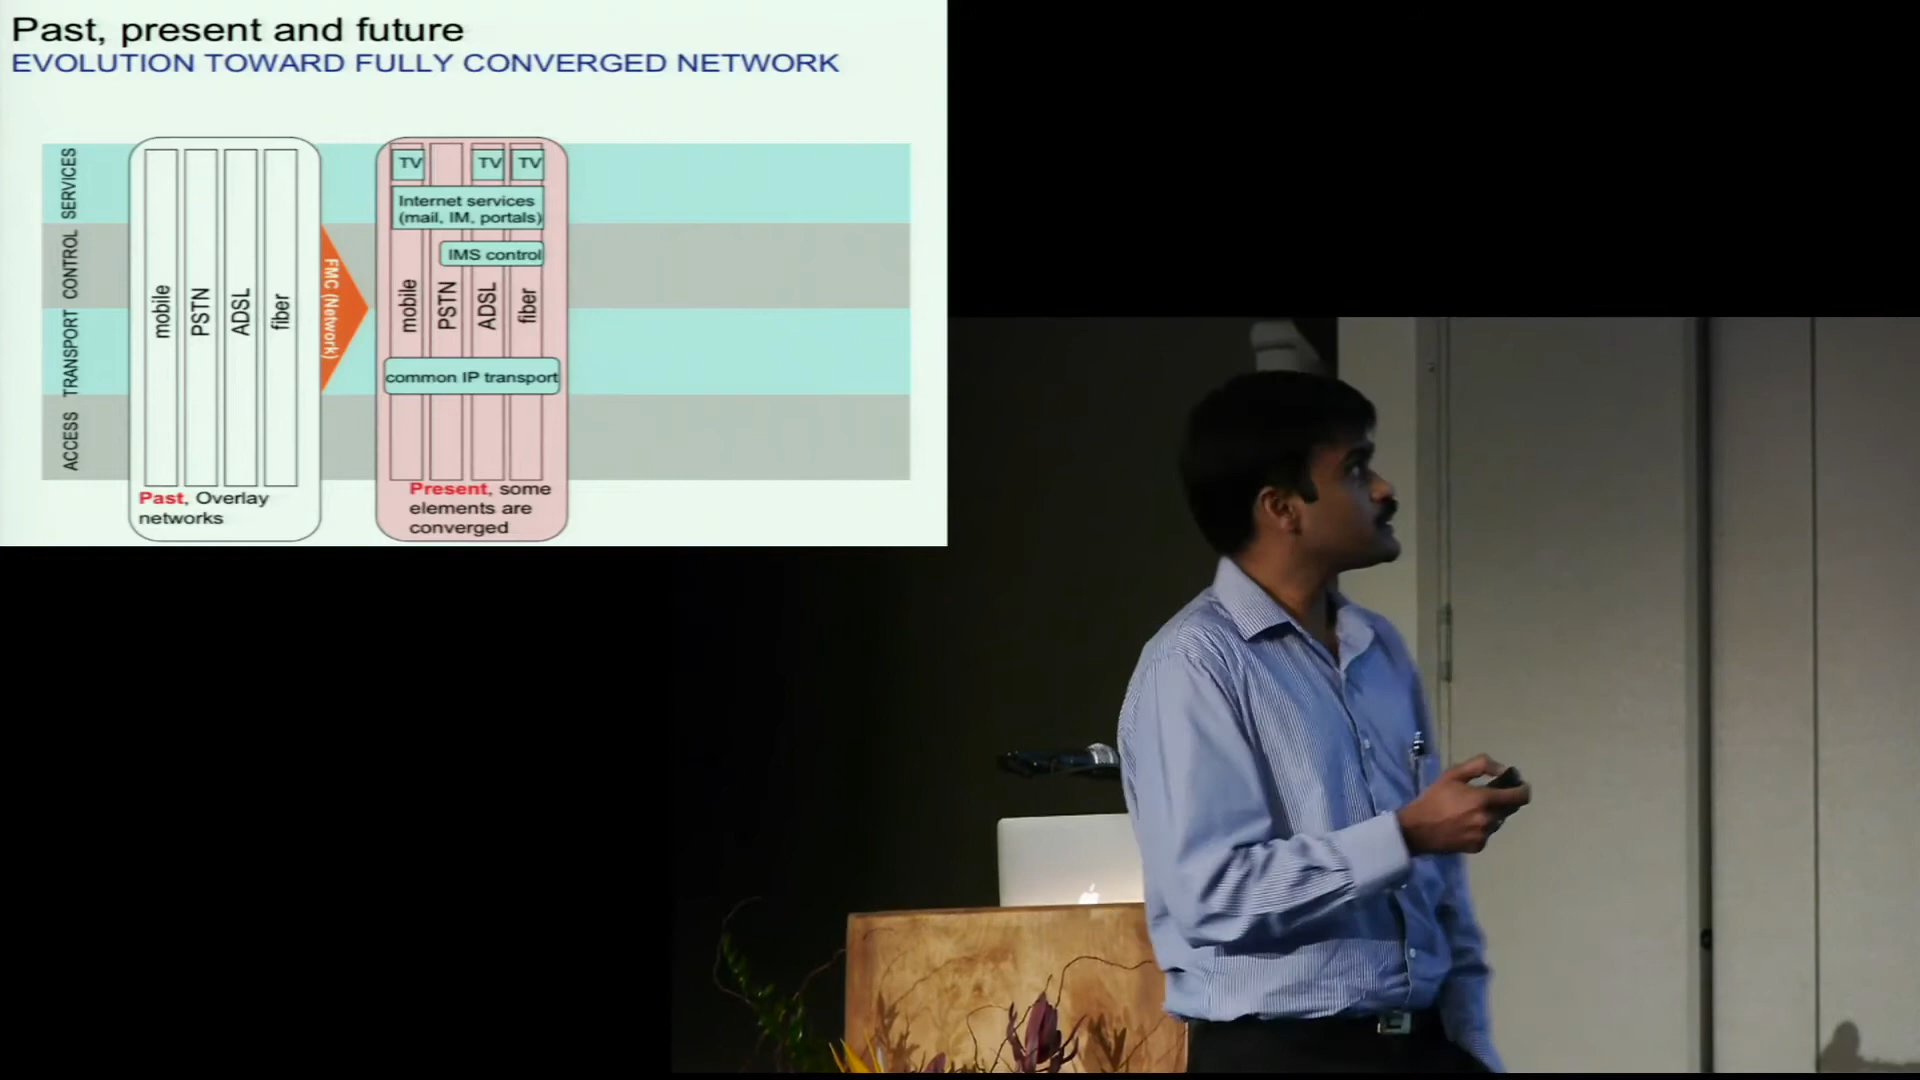 Past, present and future
EVOLUTION TOWARD FULLY CONVERGED NETWORK
SERVICES
CONTROL
TRANSPORT
ACCESS
mobile
PSTN
ADSL
fiber
Past, Overlay
networks
FMC (Network)
TV
TV
TV
Internet services
(mail, IM, portals)
IMS control
mobile
PSTN
ADSL
fiber
common IP transport
Present, some
elements are
converged